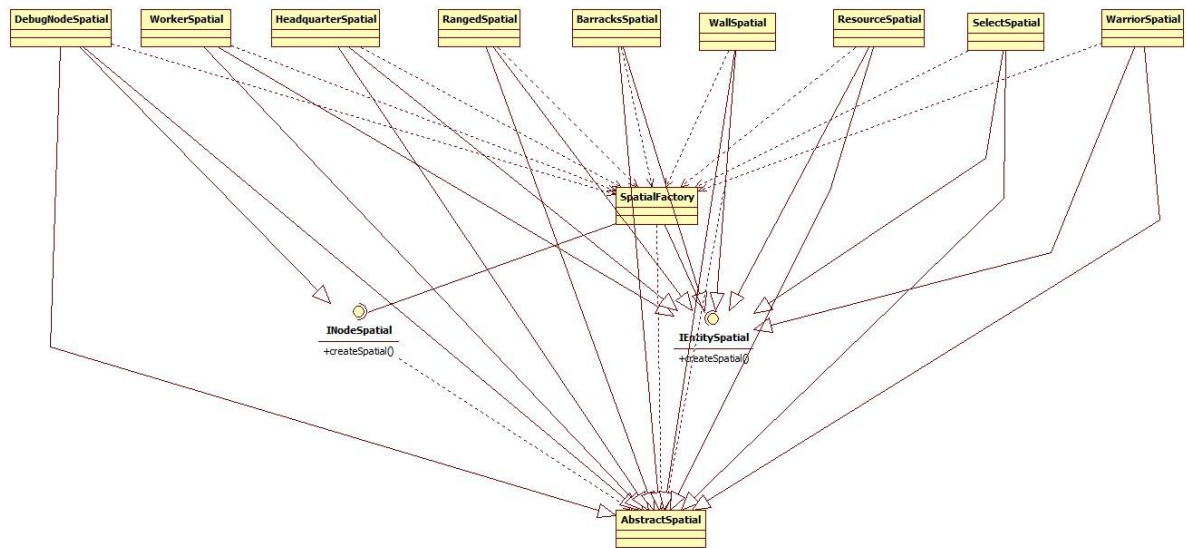 DebugNodeSpatial
WorkerSpatial
HeadquarterSpatial
RangedSpatial
BarracksSpatial
WallSpatial
ResourceSpatial
SelectSpatial
WarriorSpatial
SpatialFactory
INodeSpatial
+createSpatial()
IEntitySpatial
+createSpatial()
AbstractSpatial